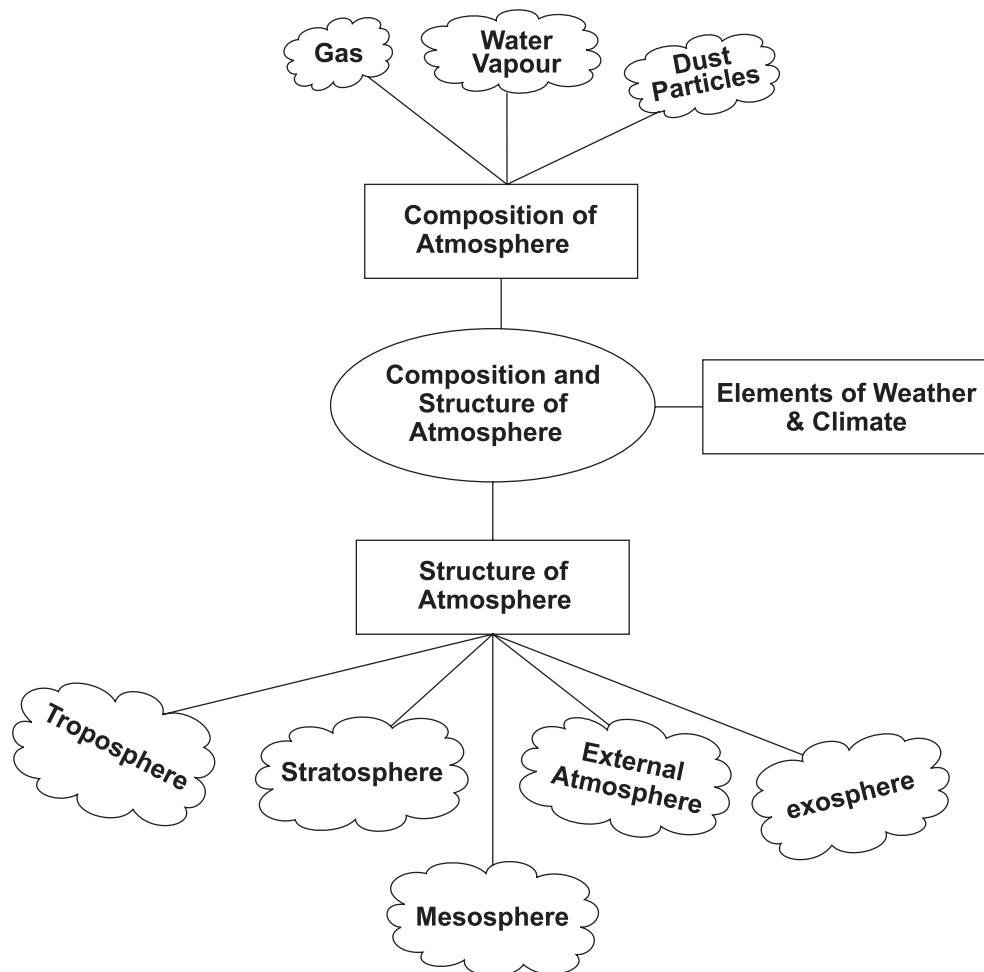 Gas
Water
Vapour
Dust
Particles
Composition of
Atmosphere
Composition and
Structure of
Atmosphere
Elements of Weather
& Climate
Structure of
Atmosphere
Troposphere
Stratosphere
External
Atmosphere
exosphere
Mesosphere